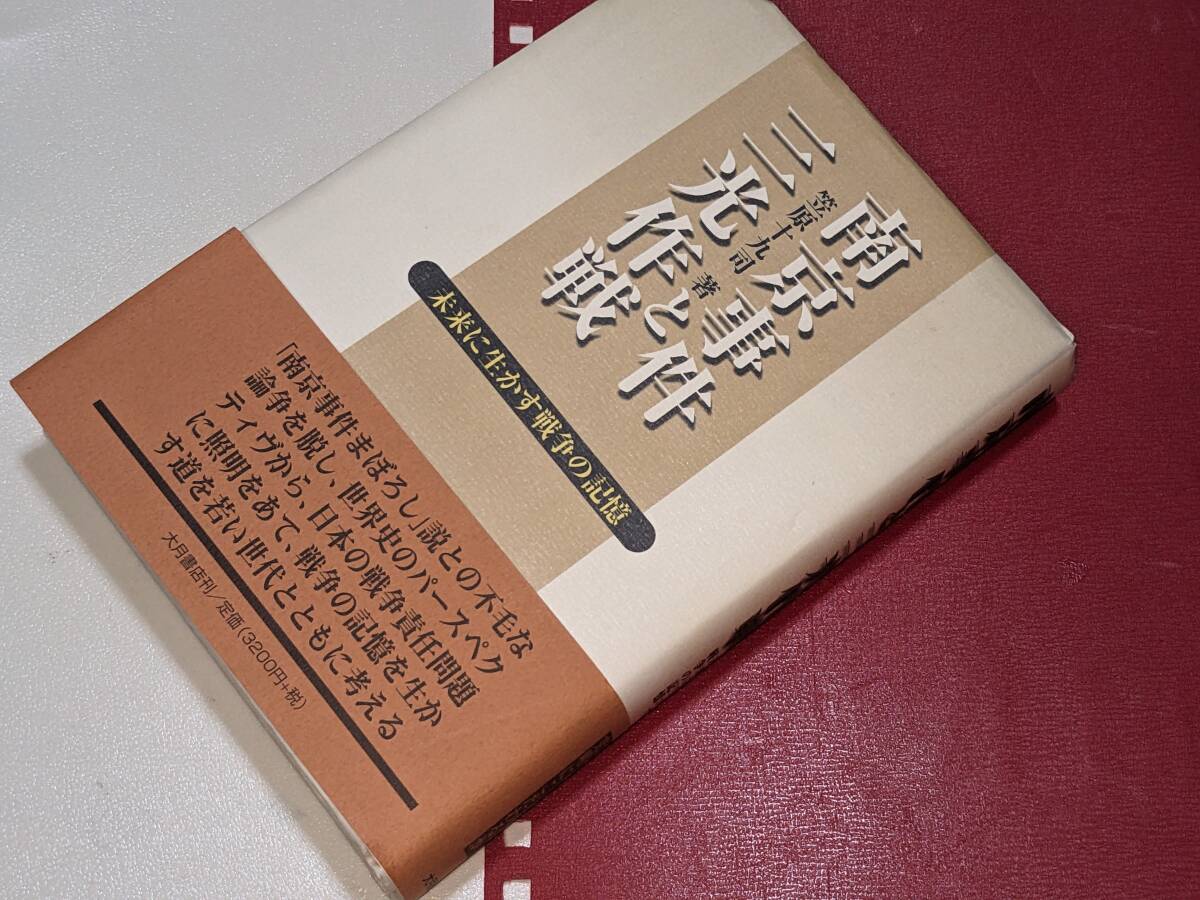 南京事件と
三光作戦
笠原十九司 著
未来に生かす戦争の記憶
「南京事件まぼろし」説との不毛な
論争を脱し、世界史のパースペク
ティヴから、日本の戦争責任問題
に照明をあて、戦争の記憶を生か
す道を若い世代とともに考える
大月書店刊/定価(3200円+税)